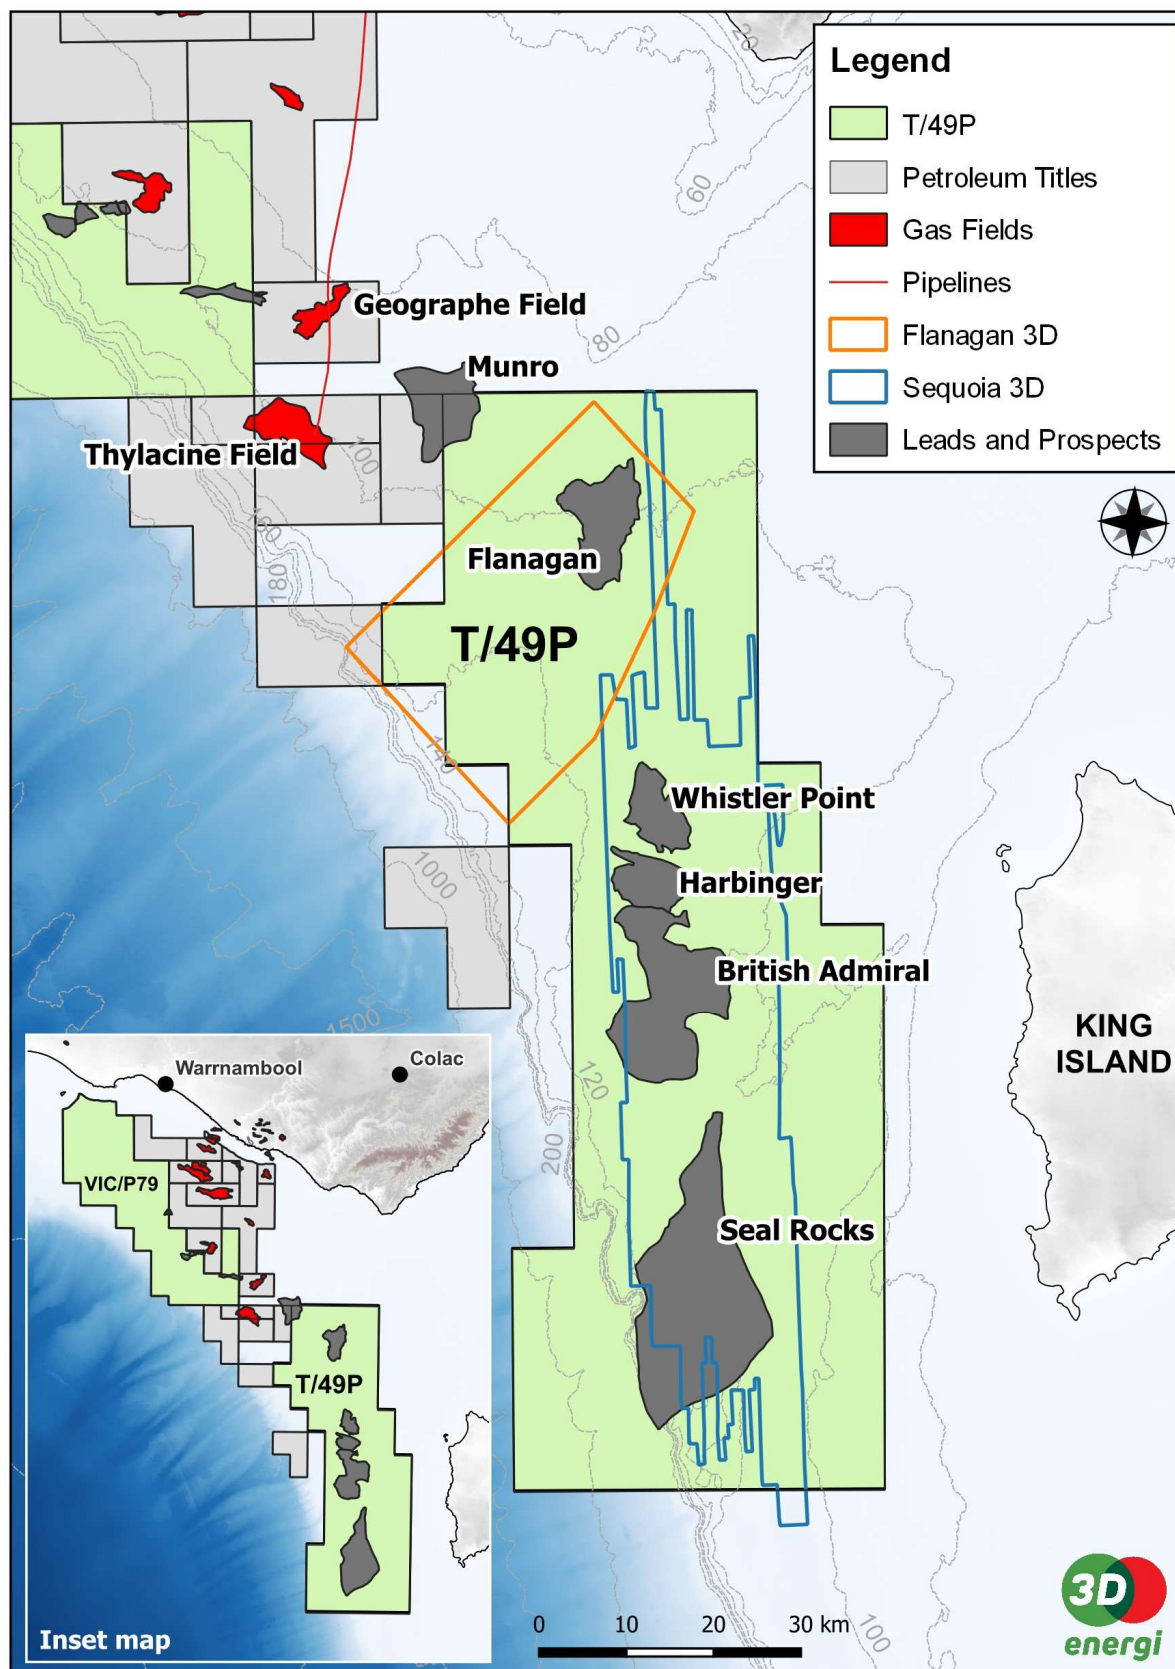 Legend
T/49P
Petroleum Titles
Gas Fields
Pipelines
Flanagan 3D
Sequoia 3D
Leads and Prospects
20
60
80
Geographe Field
Munro
Thylacine Field
100
160
180
Flanagan
T/49P
140
Whistler Point
Harbinger
1000
British Admiral
1500
KING
ISLAND
120
200
Seal Rocks
Warrnambool
Colac
VIC/P79
T/49P
Inset map
0 10 20 30 km
100
3D
energi